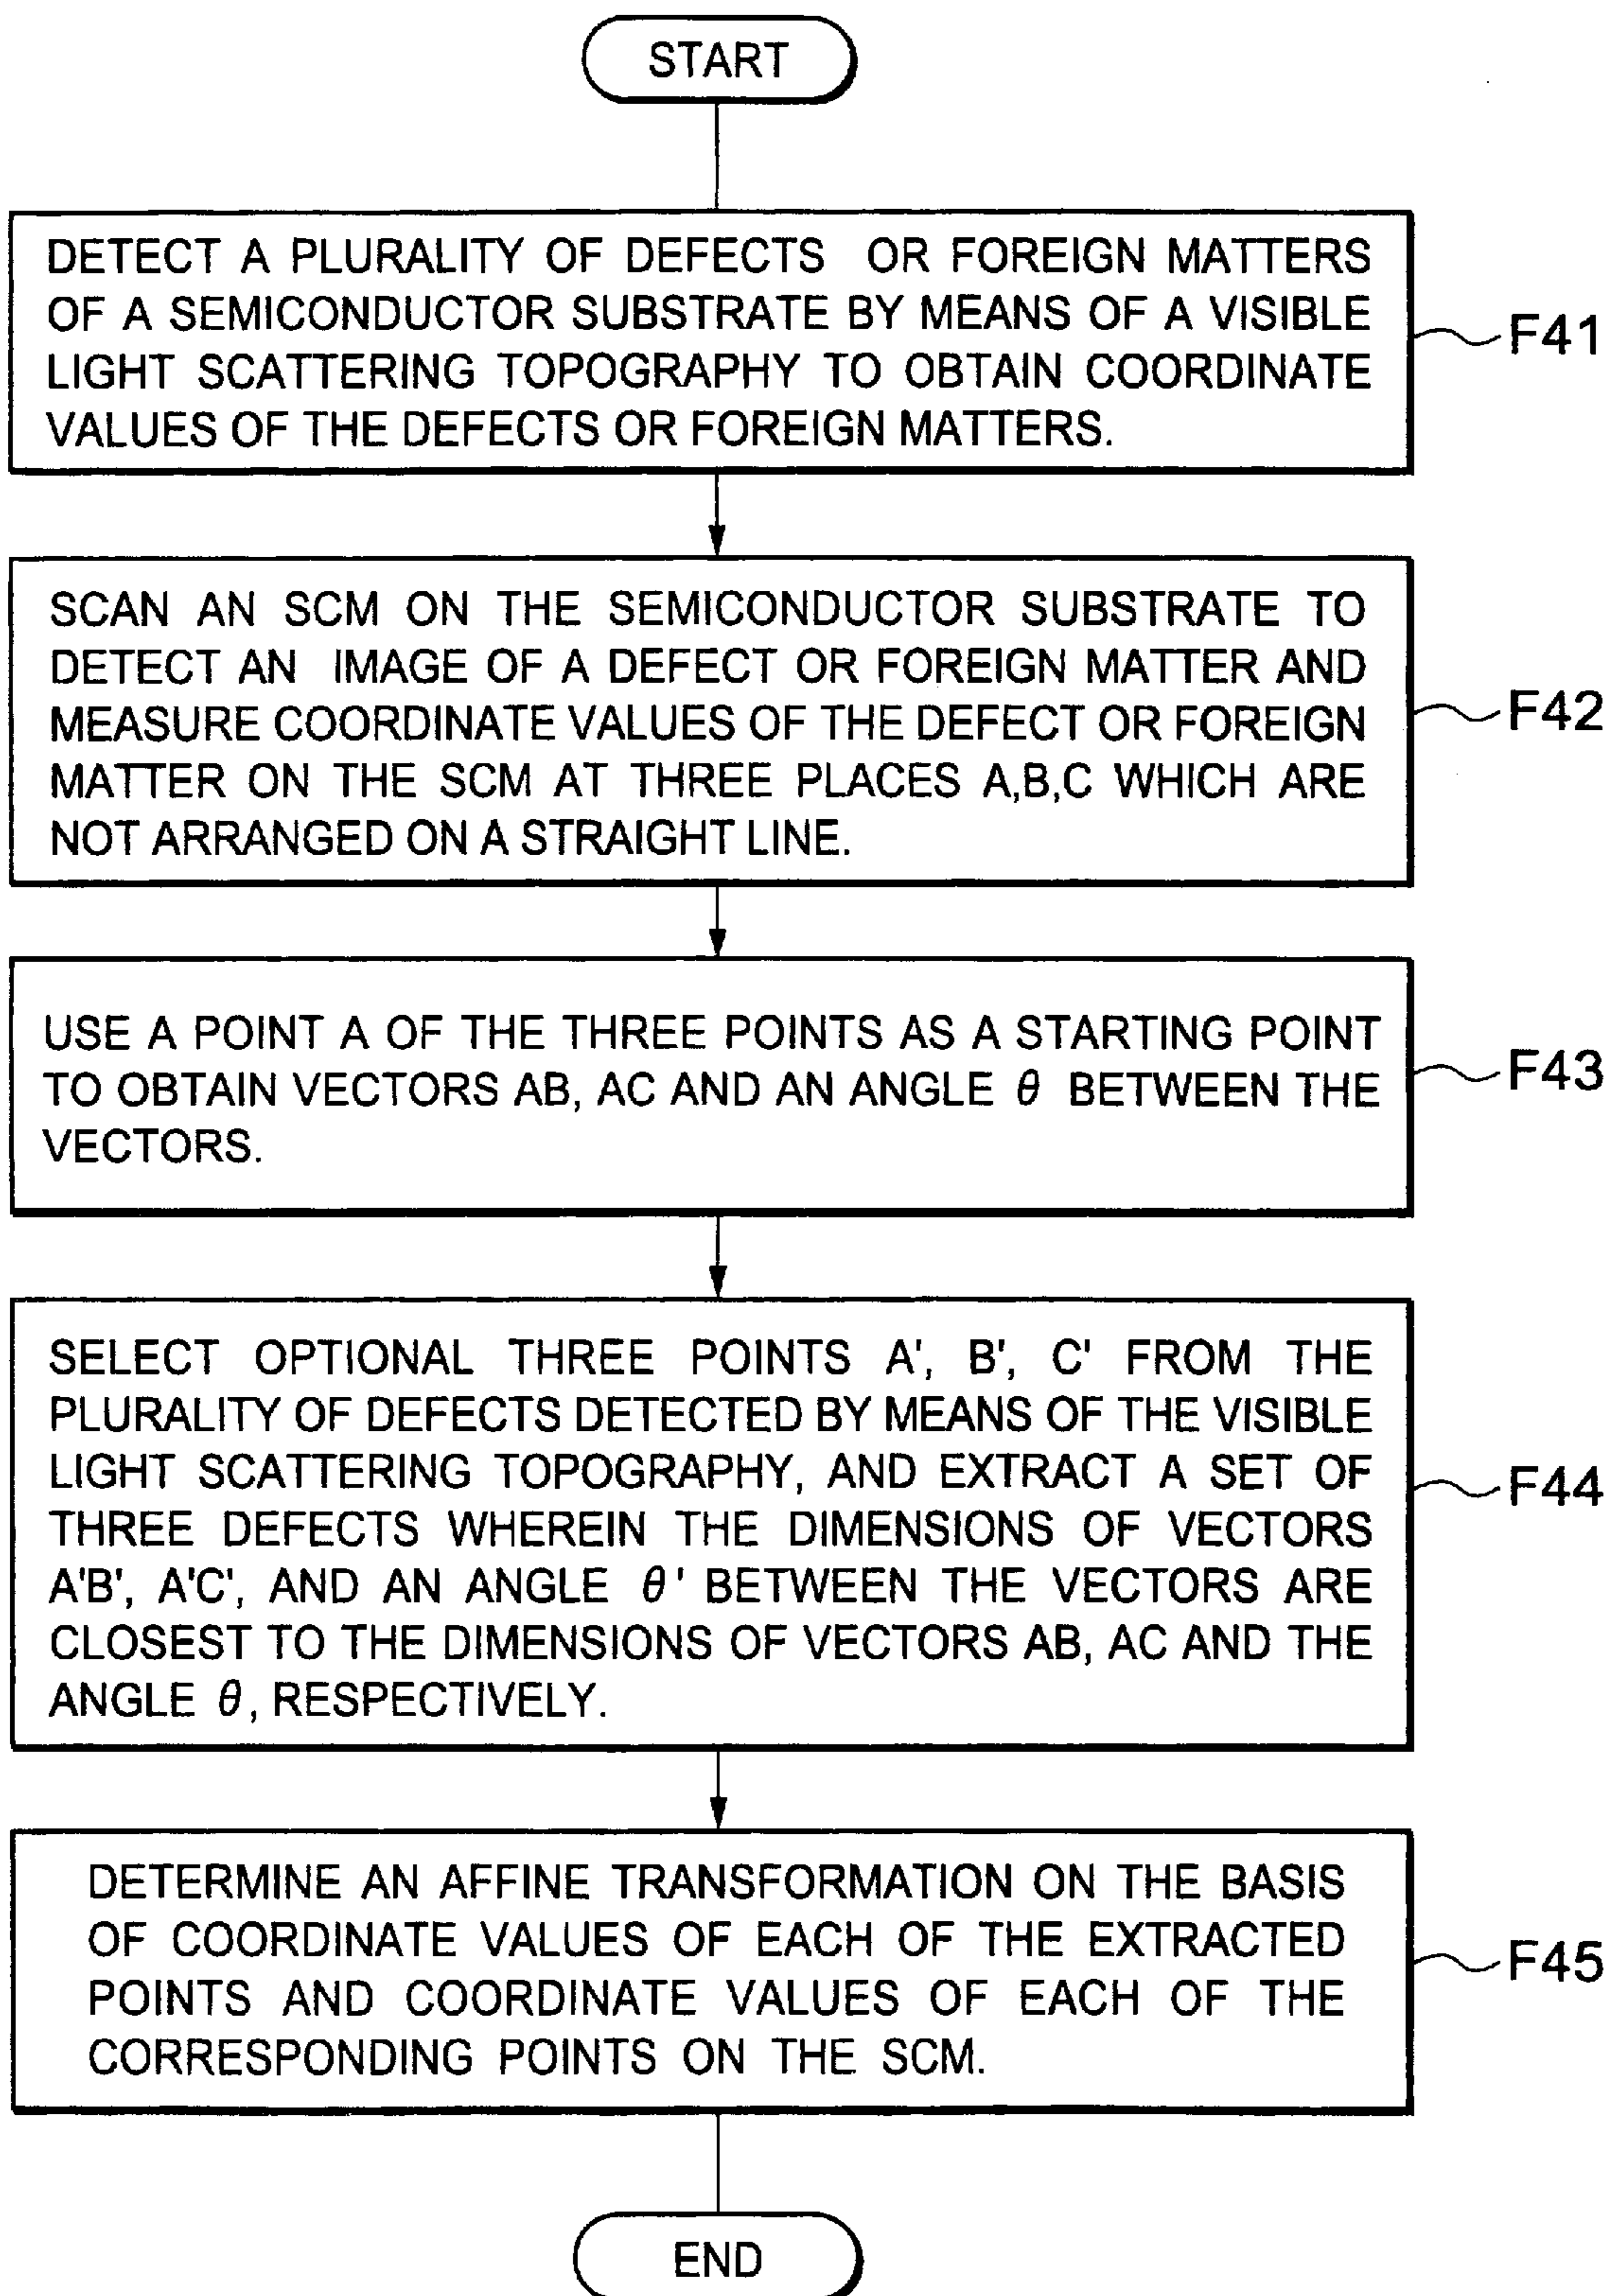 START
DETECT A PLURALITY OF DEFECTS OR FOREIGN MATTERS
OF A SEMICONDUCTOR SUBSTRATE BY MEANS OF A VISIBLE
LIGHT SCATTERING TOPOGRAPHY TO OBTAIN COORDINATE
VALUES OF THE DEFECTS OR FOREIGN MATTERS.
F41
SCAN AN SCM ON THE SEMICONDUCTOR SUBSTRATE TO
DETECT AN IMAGE OF A DEFECT OR FOREIGN MATTER AND
MEASURE COORDINATE VALUES OF THE DEFECT OR FOREIGN
MATTER ON THE SCM AT THREE PLACES A,B,C WHICH ARE
NOT ARRANGED ON A STRAIGHT LINE.
F42
USE A POINT A OF THE THREE POINTS AS A STARTING POINT
TO OBTAIN VECTORS AB, AC AND AN ANGLE θ BETWEEN THE
VECTORS.
F43
SELECT OPTIONAL THREE POINTS A', B', C' FROM THE
PLURALITY OF DEFECTS DETECTED BY MEANS OF THE VISIBLE
LIGHT SCATTERING TOPOGRAPHY, AND EXTRACT A SET OF
THREE DEFECTS WHEREIN THE DIMENSIONS OF VECTORS
A'B', A'C', AND AN ANGLE θ' BETWEEN THE VECTORS ARE
CLOSEST TO THE DIMENSIONS OF VECTORS AB, AC AND THE
ANGLE θ, RESPECTIVELY.
F44
DETERMINE AN AFFINE TRANSFORMATION ON THE BASIS
OF COORDINATE VALUES OF EACH OF THE EXTRACTED
POINTS AND COORDINATE VALUES OF EACH OF THE
CORRESPONDING POINTS ON THE SCM.
F45
END